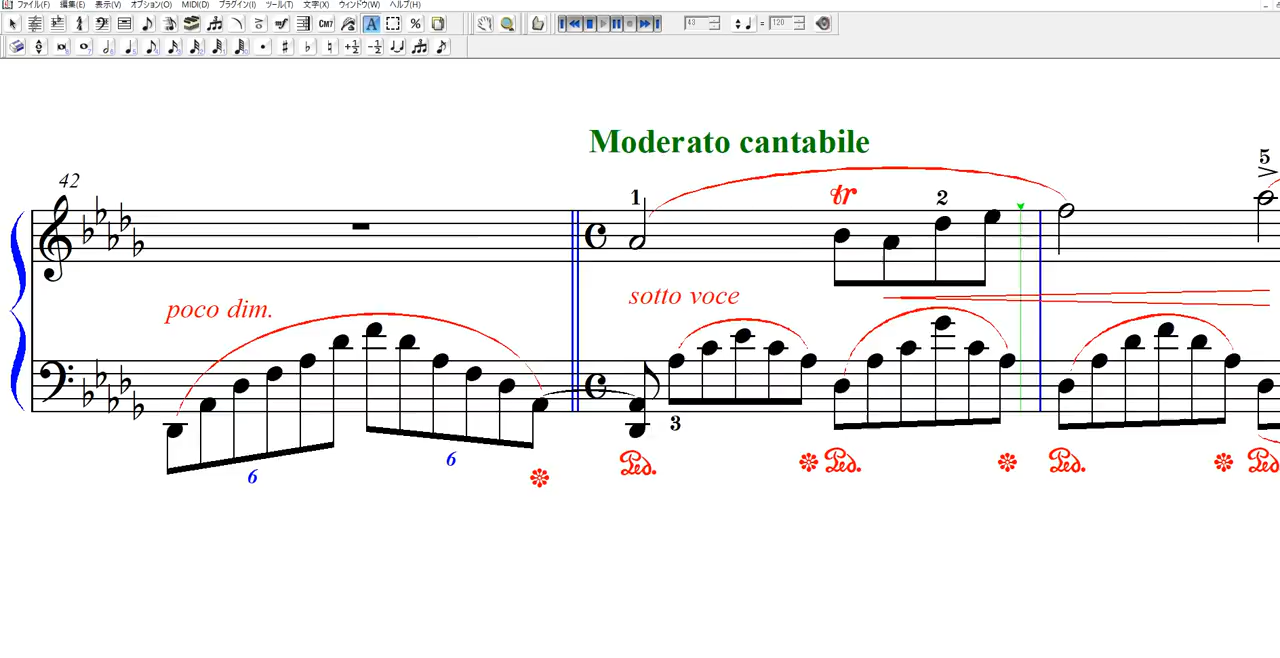 ファイル(F) 編集(E) 表示(V) オプション(O) MIDI(D) プラグイン(I) ツール(T) 文字(X) ウィンドウ(W) ヘルプ(H)
CM7 A %
43 = 120
Moderato cantabile
42
1 tr 2 5
poco dim. sotto voce
3
6 6
Ped. Ped. Ped. Ped.